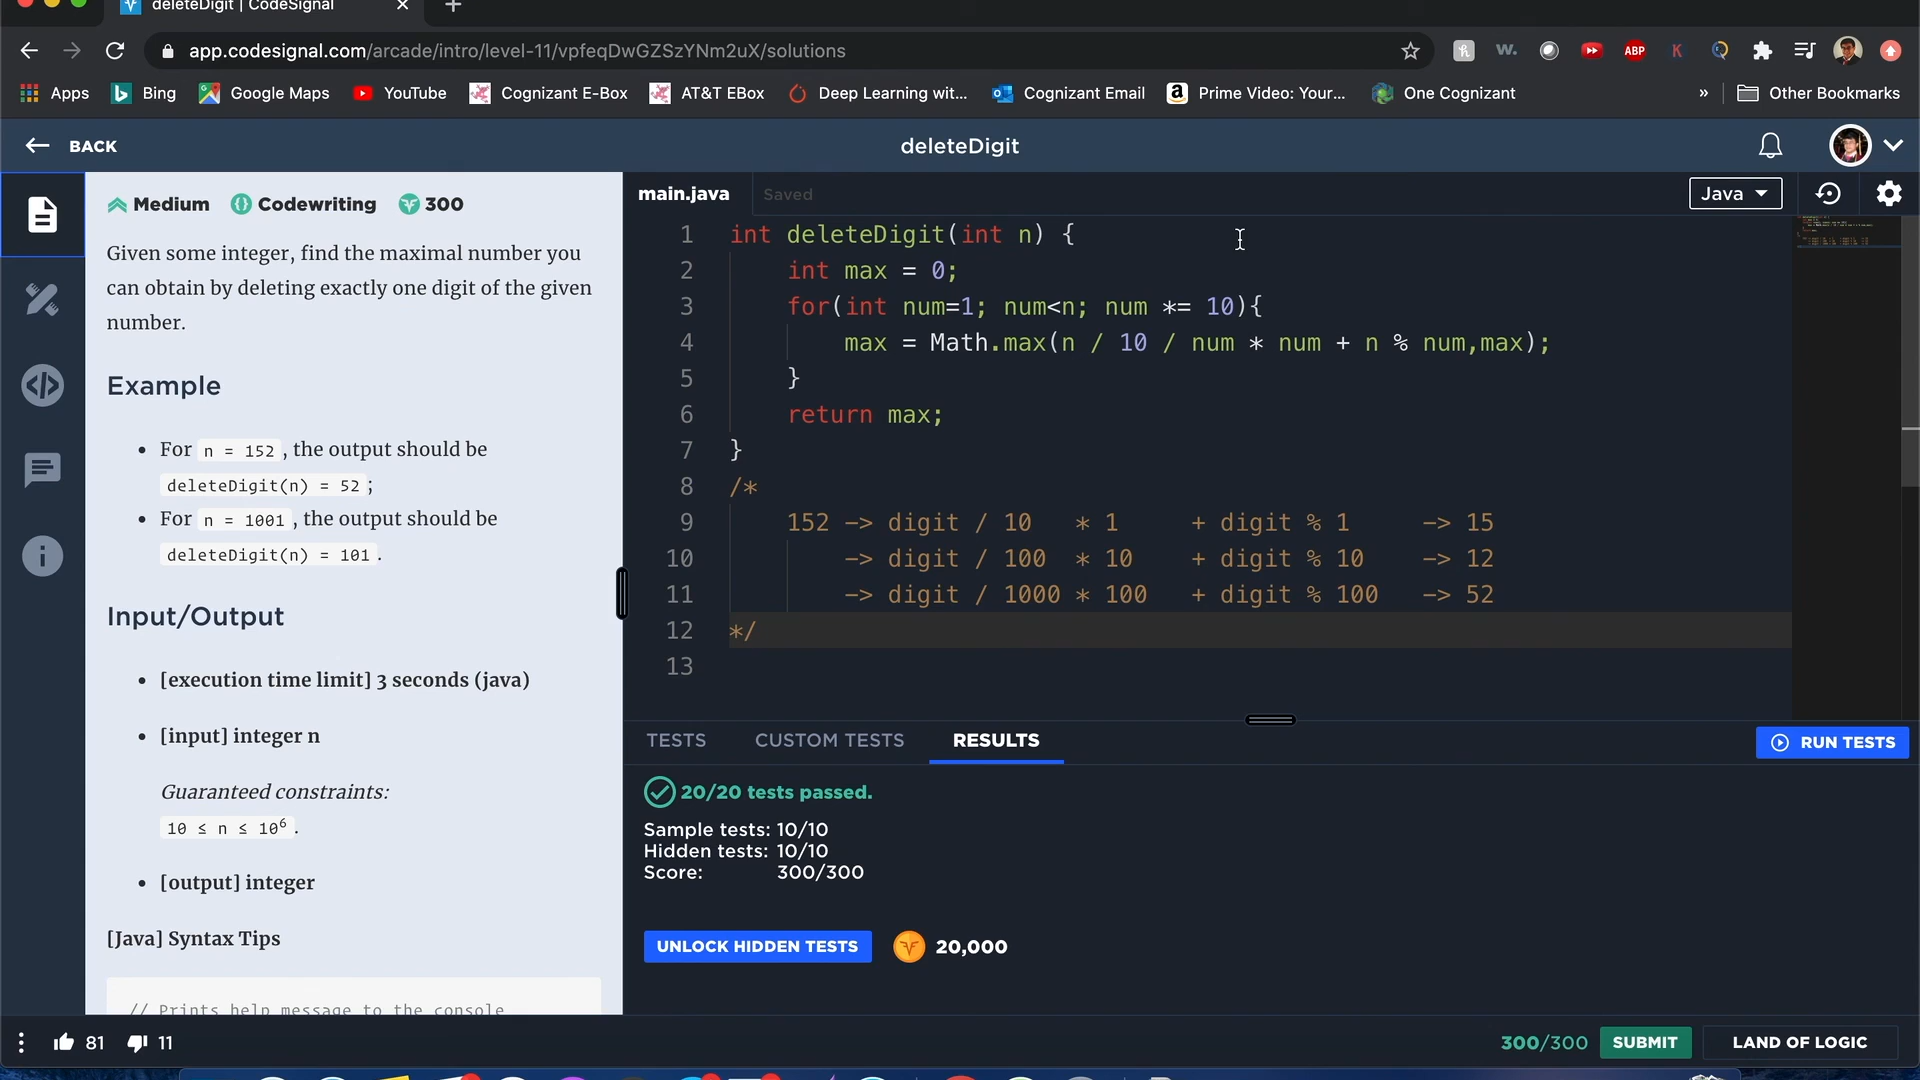 deleteDigit | CodeSignal
app.codesignal.com/arcade/intro/level-11/vpfeqDwGZSzYNm2uX/solutions
Apps Bing Google Maps YouTube Cognizant E-Box AT&T EBox Deep Learning wit... Cognizant Email Prime Video: Your... One Cognizant » Other Bookmarks
BACK deleteDigit
Medium Codewriting 300
Given some integer, find the maximal number you
can obtain by deleting exactly one digit of the given
number.
Example
• For n = 152, the output should be
deleteDigit(n) = 52;
• For n = 1001, the output should be
deleteDigit(n) = 101.
Input/Output
• [execution time limit] 3 seconds (java)
• [input] integer n
Guaranteed constraints:
10 ≤ n ≤ 10⁶.
• [output] integer
[Java] Syntax Tips
// Prints help message to the console
main.java Saved Java
1 int deleteDigit(int n) {
2 int max = 0;
3 for(int num=1; num<n; num *= 10){
4 max = Math.max(n / 10 / num * num + n % num,max);
5 }
6 return max;
7 }
8 /*
9 152 -> digit / 10 * 1 + digit % 1 -> 15
10 -> digit / 100 * 10 + digit % 10 -> 12
11 -> digit / 1000 * 100 + digit % 100 -> 52
12 */
13
TESTS CUSTOM TESTS RESULTS RUN TESTS
20/20 tests passed.
Sample tests: 10/10
Hidden tests: 10/10
Score: 300/300
UNLOCK HIDDEN TESTS 20,000
81 11 300/300 SUBMIT LAND OF LOGIC